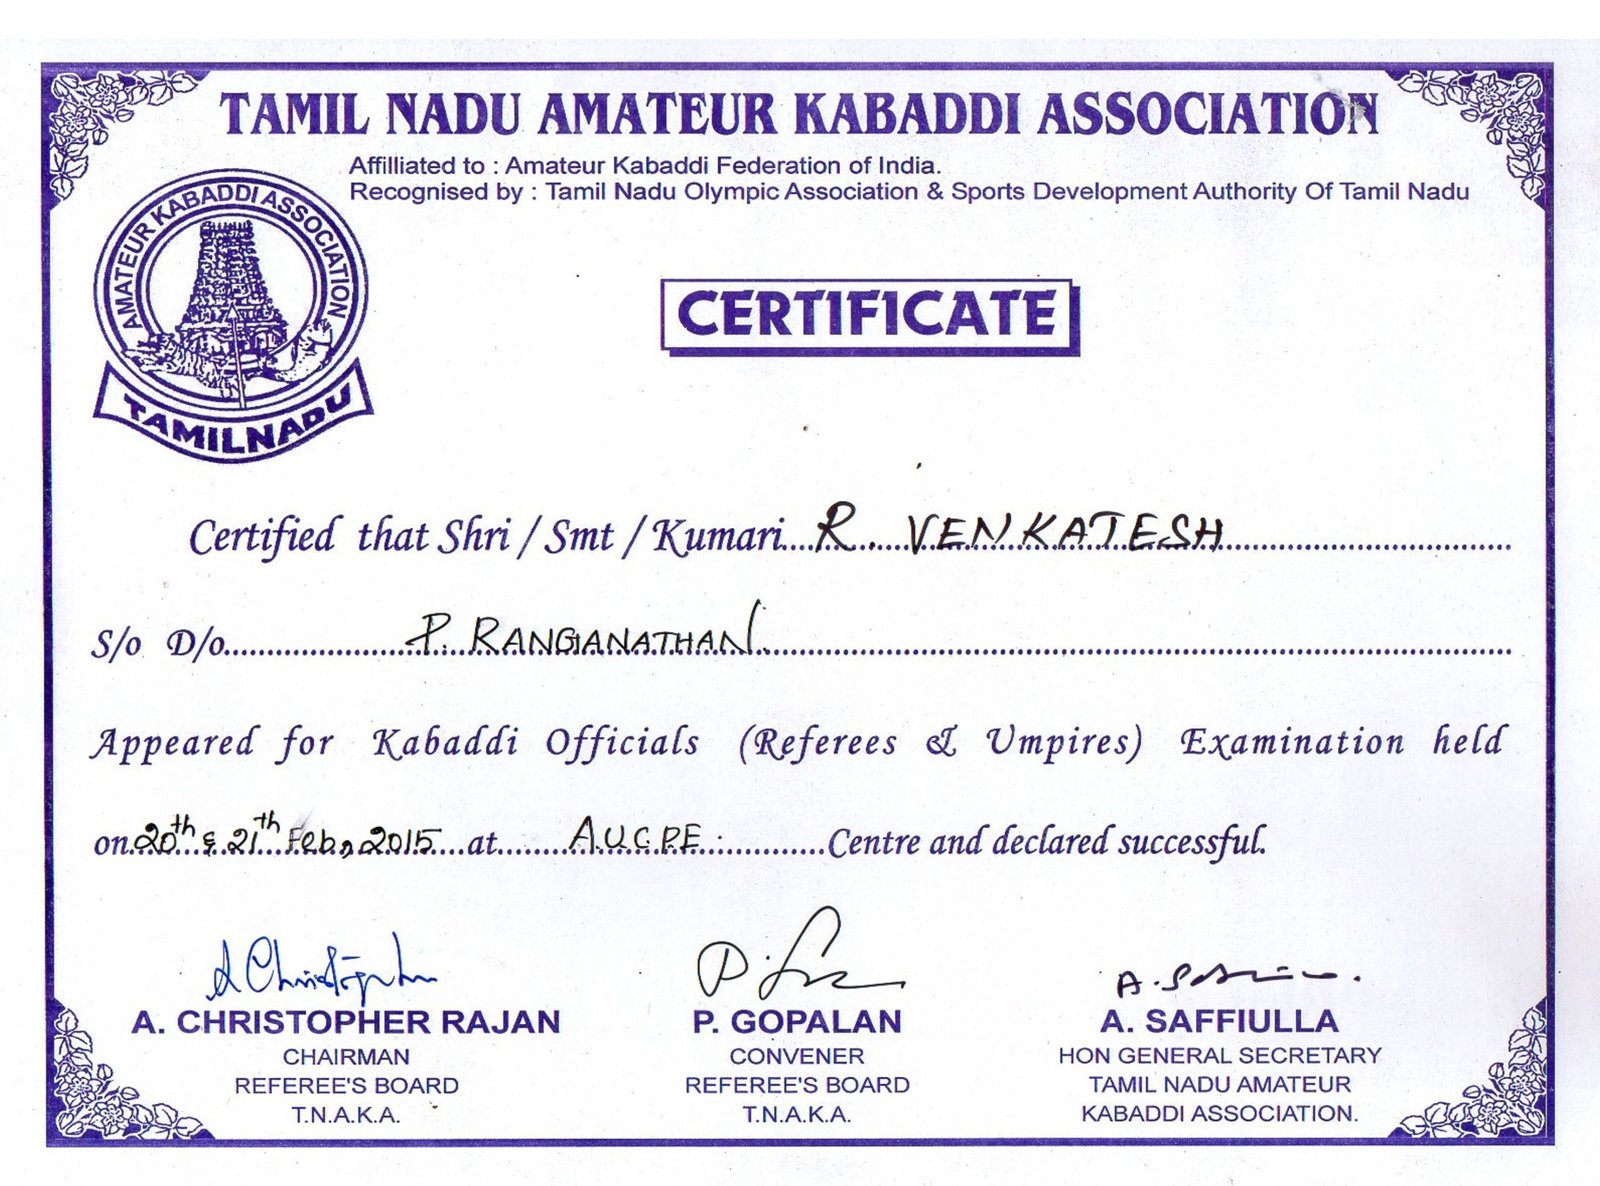 TAMIL NADU AMATEUR KABADDI ASSOCIATION
Affilliated to : Amateur Kabaddi Federation of India.
Recognised by : Tamil Nadu Olympic Association & Sports Development Authority Of Tamil Nadu
AMATEUR KABADDI ASSOCIATION
TAMILNADU
CERTIFICATE
Certified that Shri / Smt / Kumari R. VENKATESH
S/o D/o P. RANGANATHAN
Appeared for Kabaddi Officials (Referees & Umpires) Examination held
on 20th & 21th Feb, 2015 at A.U.C.P.E. Centre and declared successful.
A. CHRISTOPHER RAJAN
CHAIRMAN
REFEREE'S BOARD
T.N.A.K.A.
P. GOPALAN
CONVENER
REFEREE'S BOARD
T.N.A.K.A.
A. SAFFIULLA
HON GENERAL SECRETARY
TAMIL NADU AMATEUR
KABADDI ASSOCIATION.